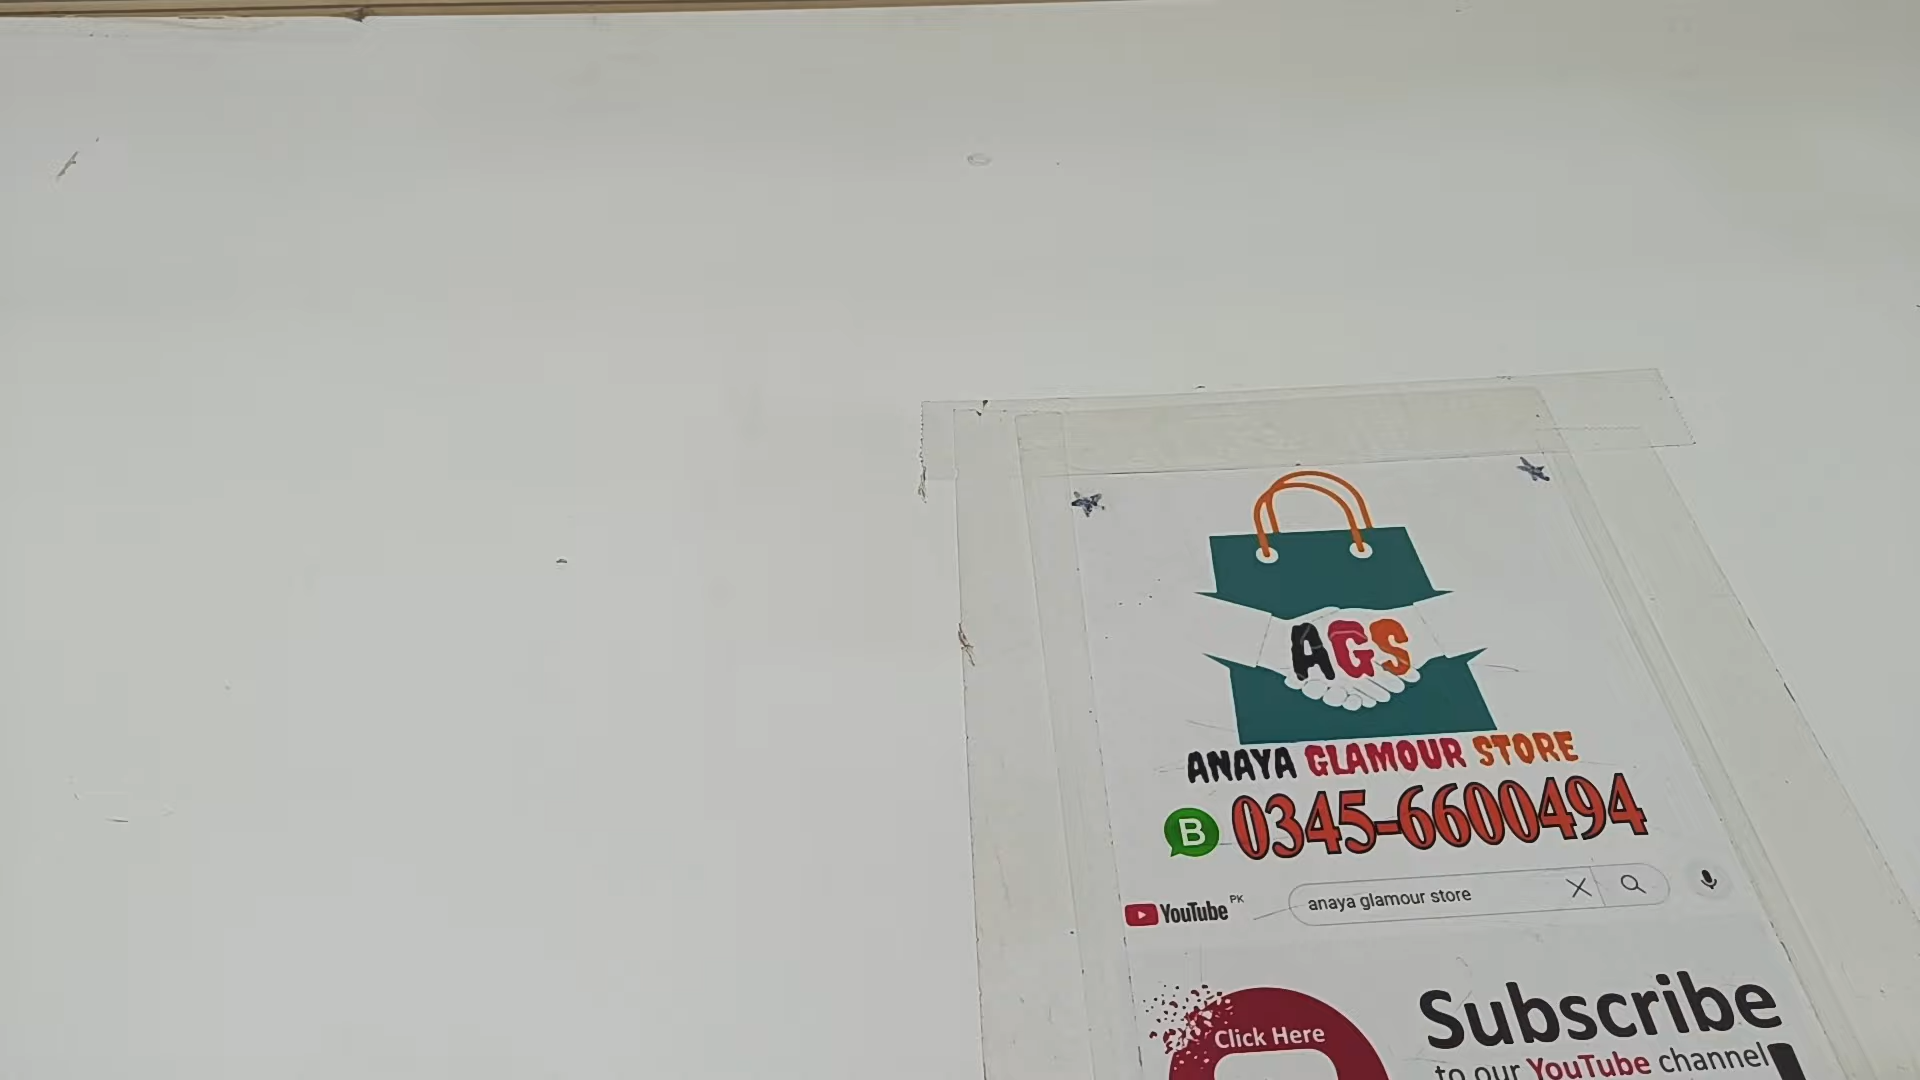 AGS
ANAYA GLAMOUR STORE
B 0345-6600494
YouTube PK anaya glamour store
Click Here
Subscribe
to our YouTube channel